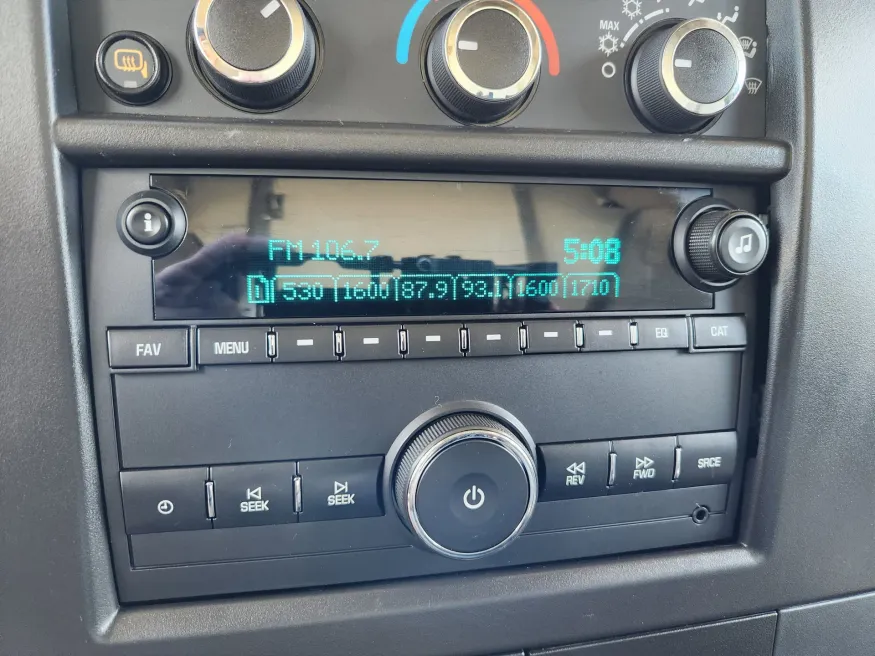 MAX
i
FM 106.7 5:08
530 1600 87.9 93.1 1600 1710
FAV MENU EQ CAT
SEEK SEEK REV FWD SRCE